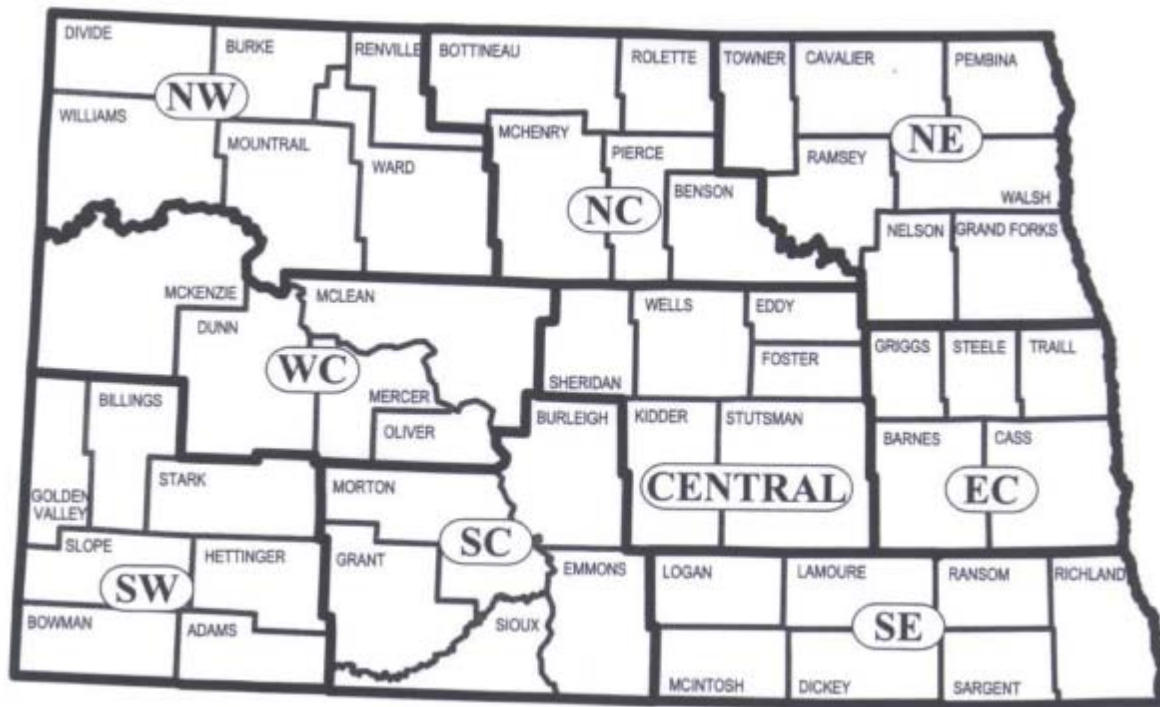 DIVIDE
BURKE
RENVILLE
BOTTINEAU
ROLETTE
TOWNER
CAVALIER
PEMBINA
NW
WILLIAMS
MOUNTRAIL
WARD
MCHENRY
PIERCE
RAMSEY
NE
BENSON
NC
WALSH
NELSON
GRAND FORKS
MCKENZIE
MCLEAN
WELLS
EDDY
DUNN
WC
SHERIDAN
FOSTER
GRIGGS
STEELE
TRAILL
MERCER
BILLINGS
OLIVER
BURLEIGH
KIDDER
STUTSMAN
BARNES
CASS
STARK
MORTON
CENTRAL
EC
GOLDEN
VALLEY
SLOPE
HETTINGER
GRANT
SC
EMMONS
LOGAN
LAMOURE
RANSOM
RICHLAND
SW
BOWMAN
ADAMS
SIOUX
SE
MCINTOSH
DICKEY
SARGENT